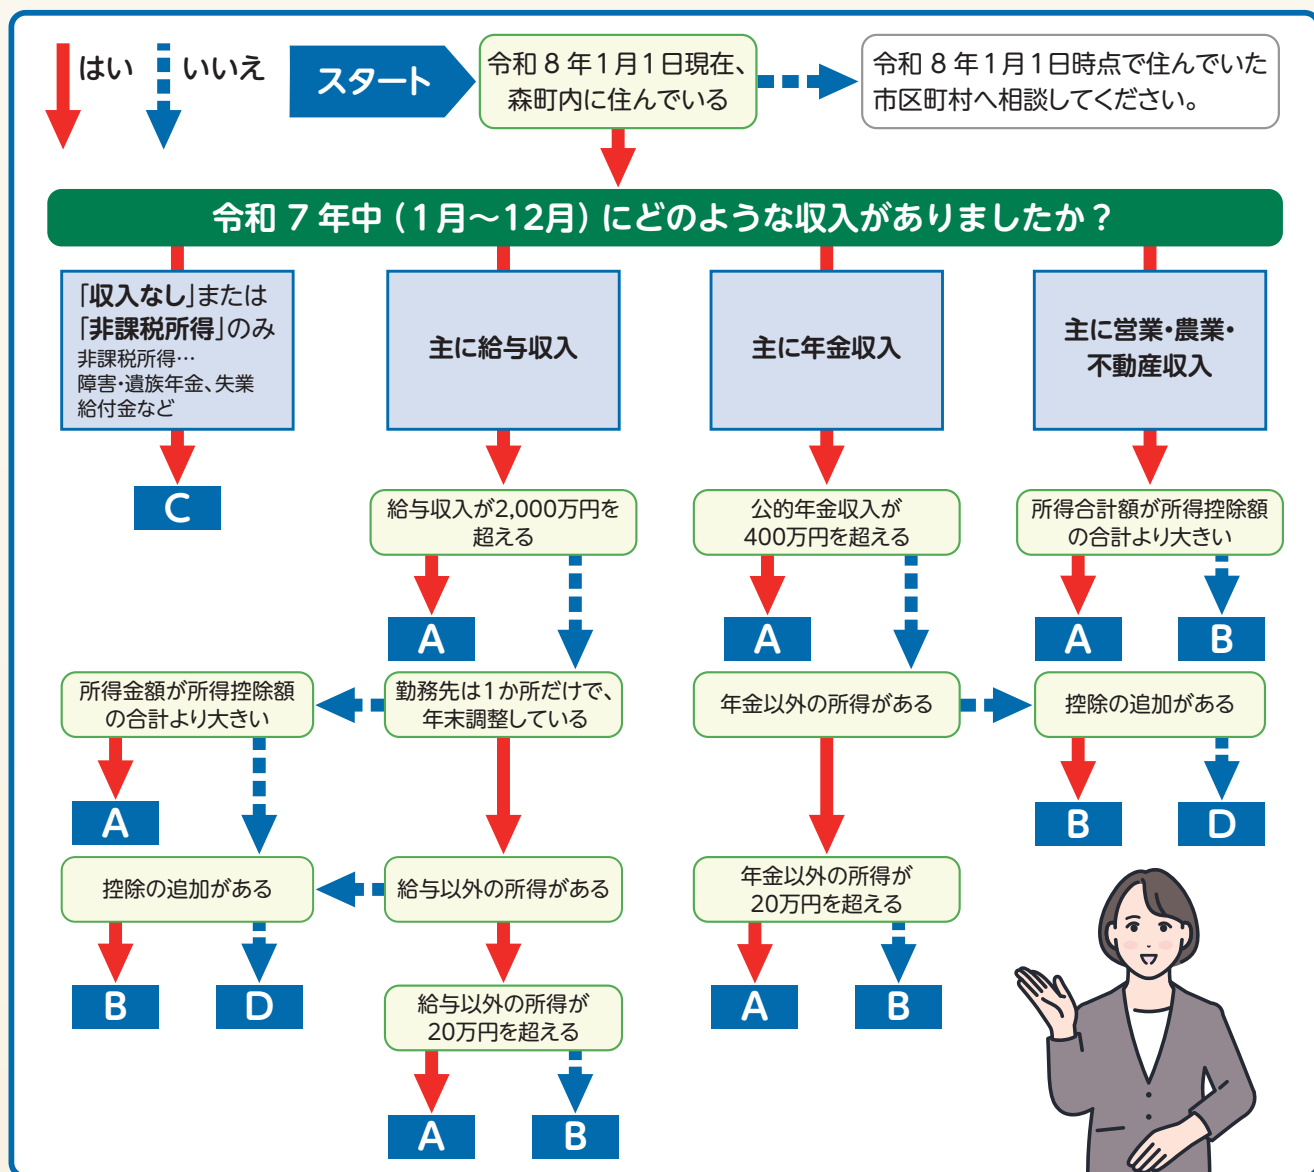 はい
いいえ
スタート
令和 8 年1月1日現在、
森町内に住んでいる
令和 8 年1月1日時点で住んでいた
市区町村へ相談してください。
令和 7 年中（1月～12月）にどのような収入がありましたか？
「収入なし」または
「非課税所得」のみ
非課税所得…
障害・遺族年金、失業
給付金など
主に給与収入
主に年金収入
主に営業・農業・
不動産収入
C
給与収入が2,000万円を
超える
公的年金収入が
400万円を超える
所得合計額が所得控除額
の合計より大きい
A
A
A
B
所得金額が所得控除額
の合計より大きい
勤務先は1か所だけで、
年末調整している
年金以外の所得がある
控除の追加がある
A
B
D
控除の追加がある
給与以外の所得がある
年金以外の所得が
20万円を超える
B
D
給与以外の所得が
20万円を超える
A
B
A
B